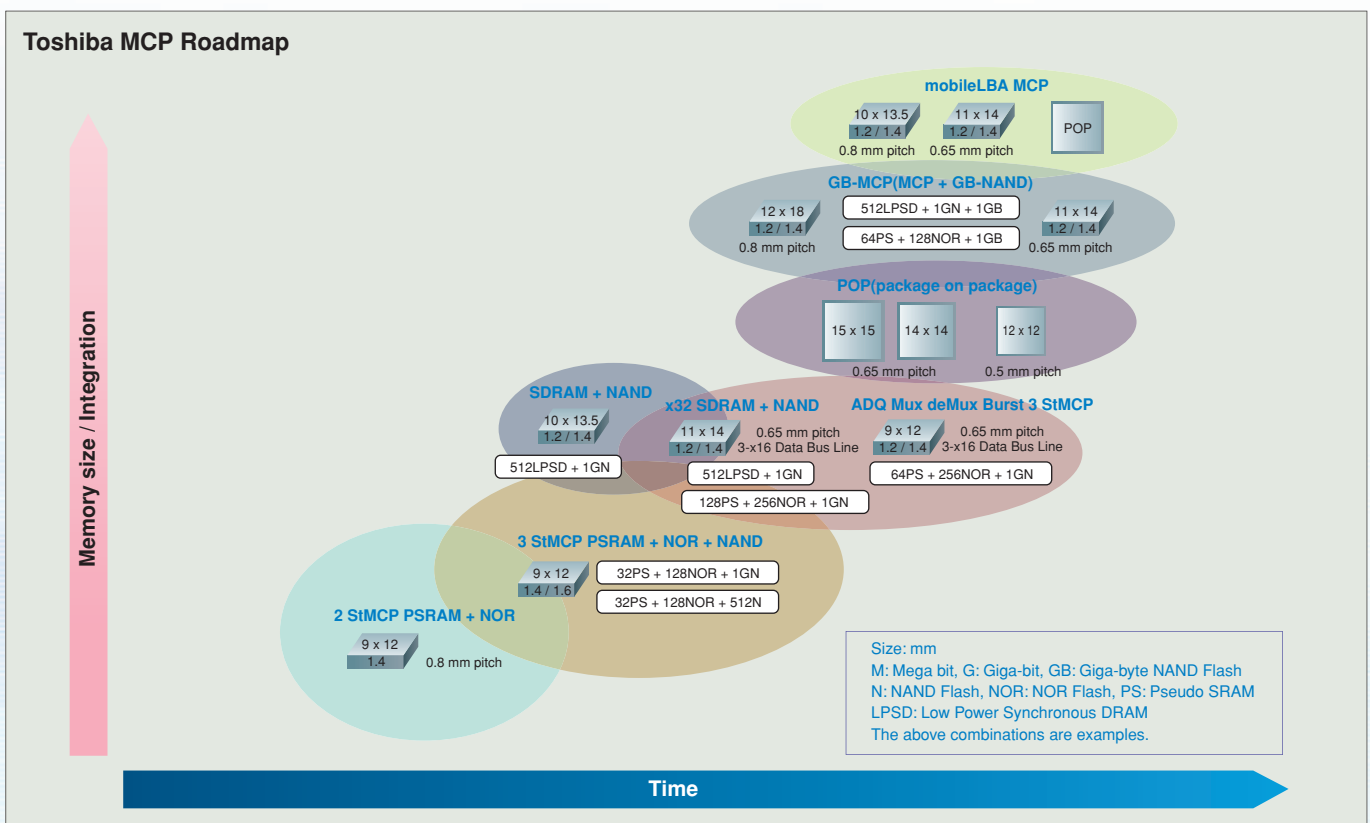 Toshiba MCP Roadmap
Memory size / Integration
mobileLBA MCP
10 x 13.5
1.2 / 1.4
0.8 mm pitch
11 x 14
1.2 / 1.4
0.65 mm pitch
POP
GB-MCP(MCP + GB-NAND)
12 x 18
1.2 / 1.4
0.8 mm pitch
512LPSD + 1GN + 1GB
64PS + 128NOR + 1GB
11 x 14
1.2 / 1.4
0.65 mm pitch
POP(package on package)
15 x 15
14 x 14
12 x 12
0.65 mm pitch
0.5 mm pitch
SDRAM + NAND
10 x 13.5
1.2 / 1.4
512LPSD + 1GN
x32 SDRAM + NAND
11 x 14
1.2 / 1.4
0.65 mm pitch
3-x16 Data Bus Line
512LPSD + 1GN
128PS + 256NOR + 1GN
ADQ Mux deMux Burst 3 StMCP
9 x 12
1.2 / 1.4
0.65 mm pitch
3-x16 Data Bus Line
64PS + 256NOR + 1GN
3 StMCP PSRAM + NOR + NAND
9 x 12
1.4 / 1.6
32PS + 128NOR + 1GN
32PS + 128NOR + 512N
2 StMCP PSRAM + NOR
9 x 12
1.4
0.8 mm pitch
Size: mm
M: Mega bit, G: Giga-bit, GB: Giga-byte NAND Flash
N: NAND Flash, NOR: NOR Flash, PS: Pseudo SRAM
LPSD: Low Power Synchronous DRAM
The above combinations are examples.
Time